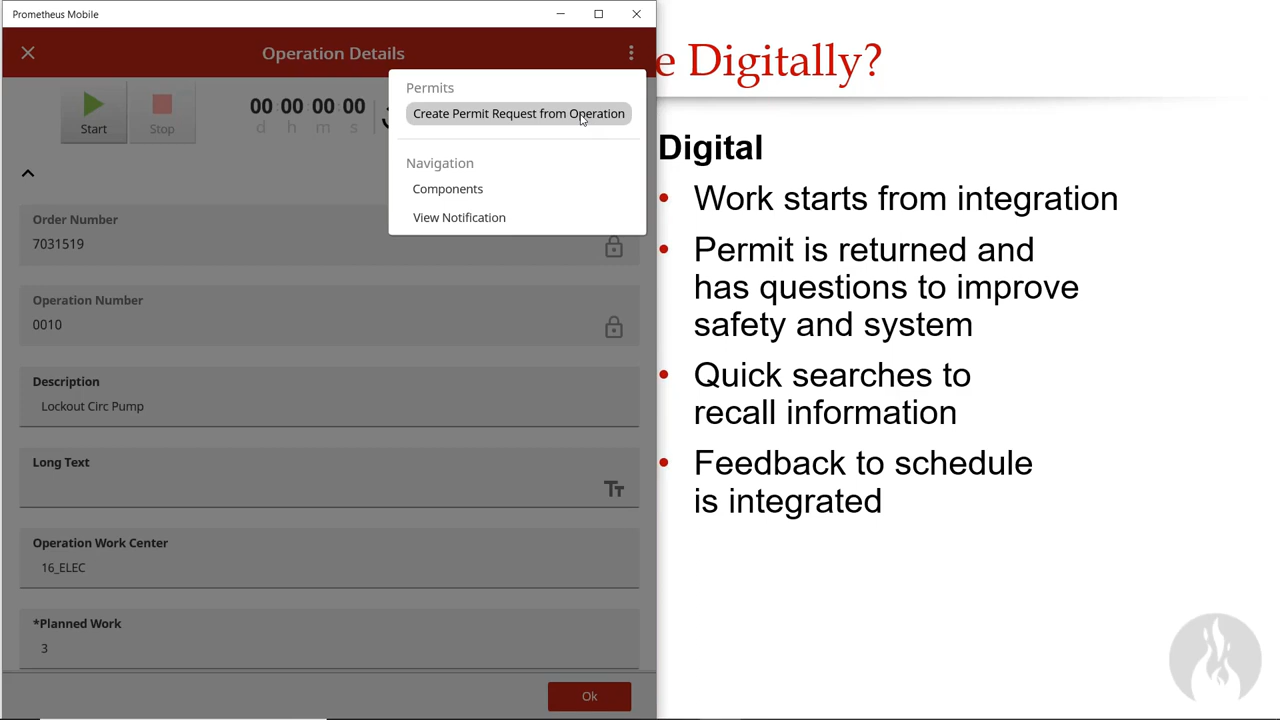 Prometheus Mobile
Operation Details
Permits
Create Permit Request from Operation
Navigation
Components
View Notification
Start
Stop
00 00 00 00
d h m s
Order Number
7031519
Operation Number
0010
Description
Lockout Circ Pump
Long Text
Operation Work Center
16_ELEC
*Planned Work
3
Ok
e Digitally?
Digital
• Work starts from integration
• Permit is returned and
has questions to improve
safety and system
• Quick searches to
recall information
• Feedback to schedule
is integrated